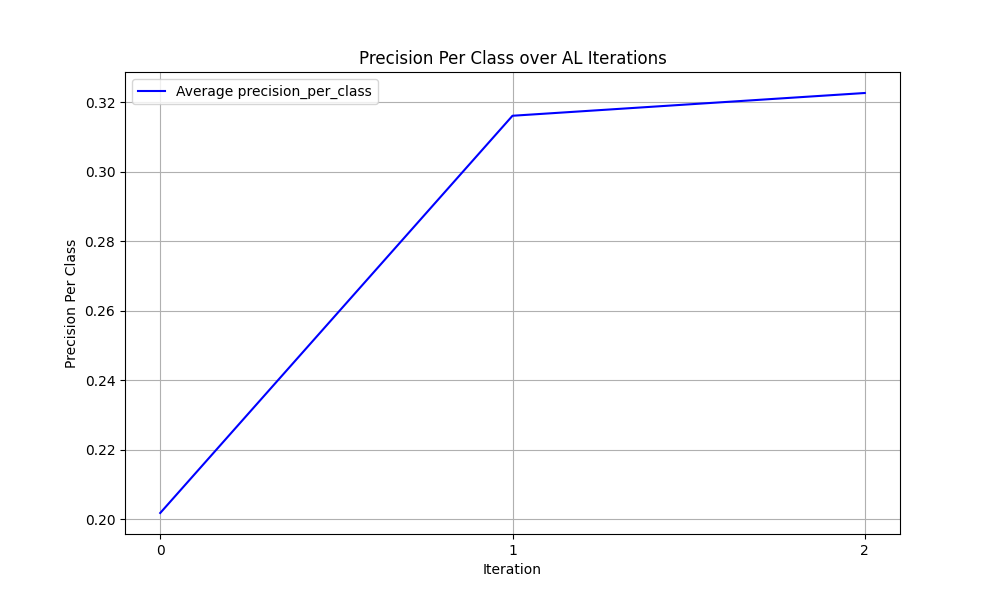 Precision Per Class over AL Iterations
Average precision_per_class
Precision Per Class
0.32
0.30
0.28
0.26
0.24
0.22
0.20
0 1 2
Iteration